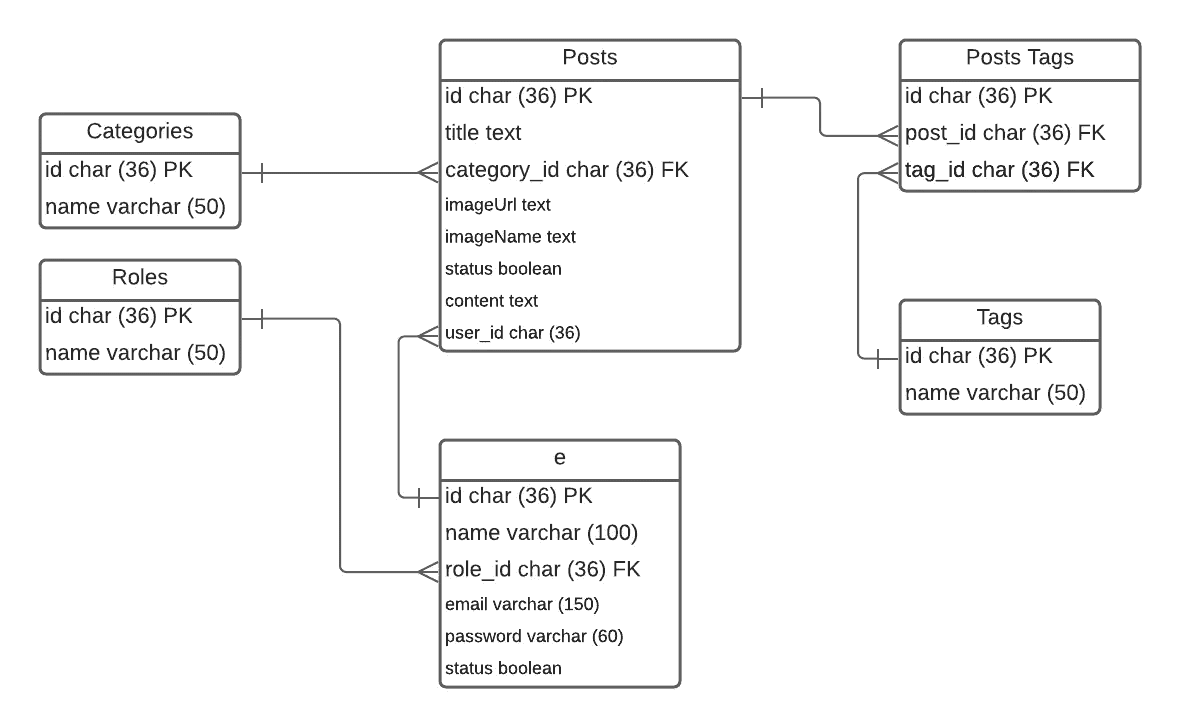 Categories
id char (36) PK
name varchar (50)
Roles
id char (36) PK
name varchar (50)
Posts
id char (36) PK
title text
category_id char (36) FK
imageUrl text
imageName text
status boolean
content text
user_id char (36)
e
id char (36) PK
name varchar (100)
role_id char (36) FK
email varchar (150)
password varchar (60)
status boolean
Posts Tags
id char (36) PK
post_id char (36) FK
tag_id char (36) FK
Tags
id char (36) PK
name varchar (50)